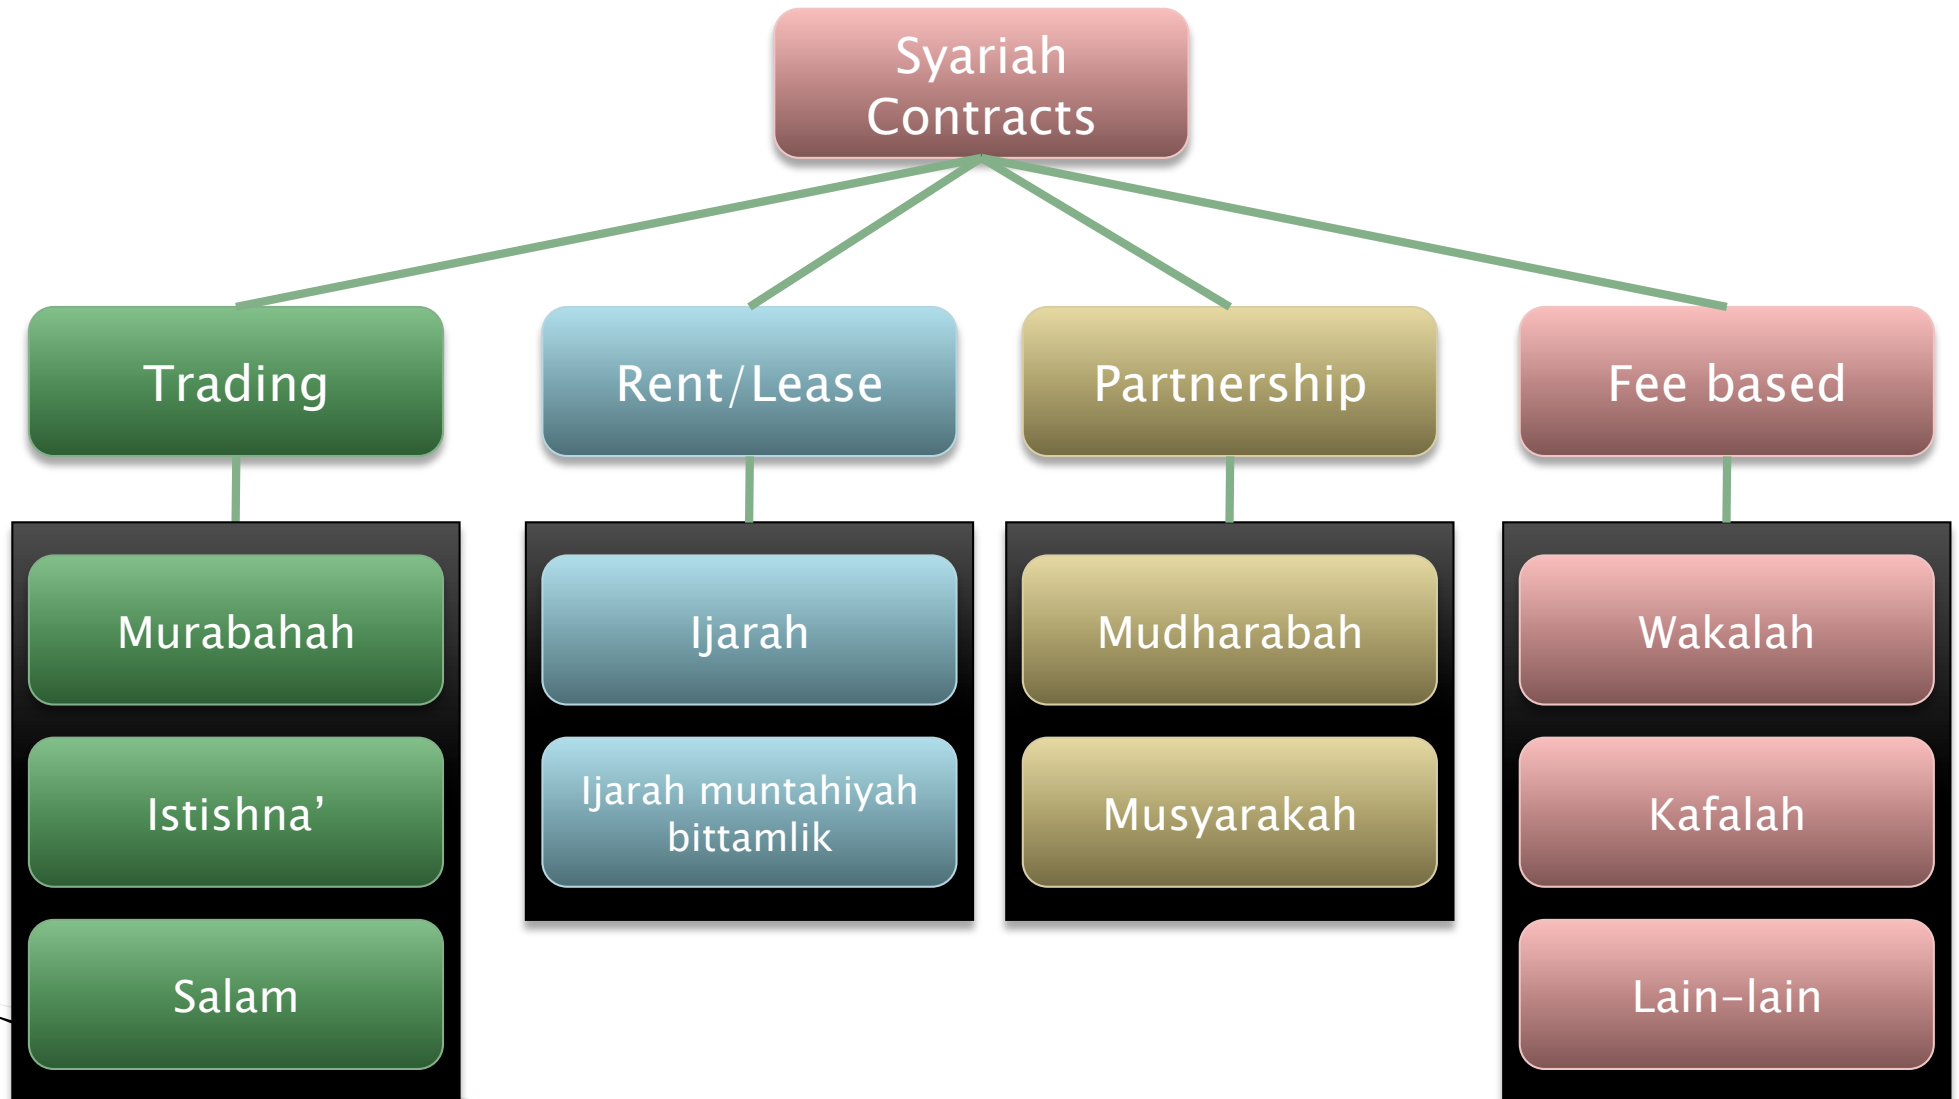 Syariah
Contracts
Trading
Rent/Lease
Partnership
Fee based
Murabahah
Istishna’
Salam
Ijarah
Ijarah muntahiyah
bittamlik
Mudharabah
Musyarakah
Wakalah
Kafalah
Lain-lain